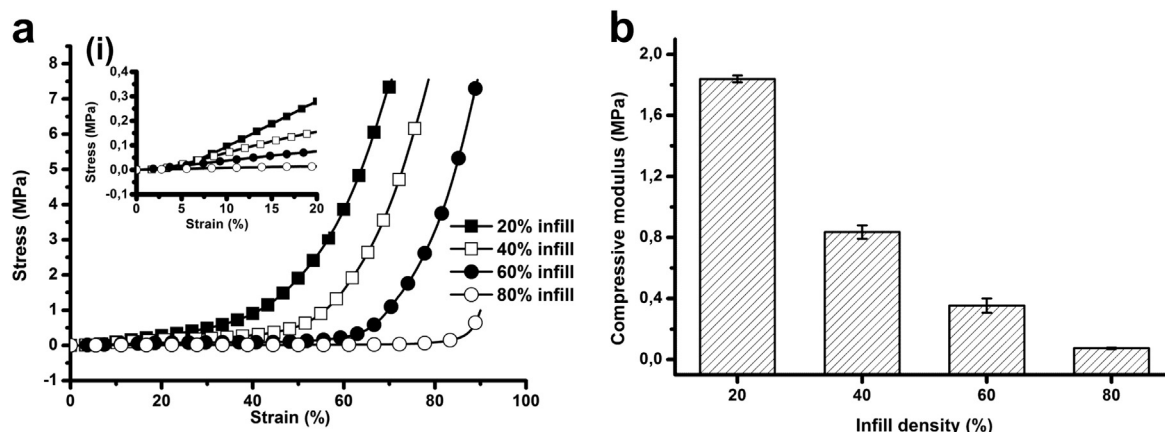 a
(i)
Stress (MPa)
8
7
6
5
4
3
2
1
0
-1
0
20
40
60
80
100
Strain (%)
Stress (MPa)
0,4
0,3
0,2
0,1
0,0
-0,1
0
5
10
15
20
Strain (%)
20% infill
40% infill
60% infill
80% infill
b
Compressive modulus (MPa)
2,0
1,6
1,2
0,8
0,4
0,0
20
40
60
80
Infill density (%)